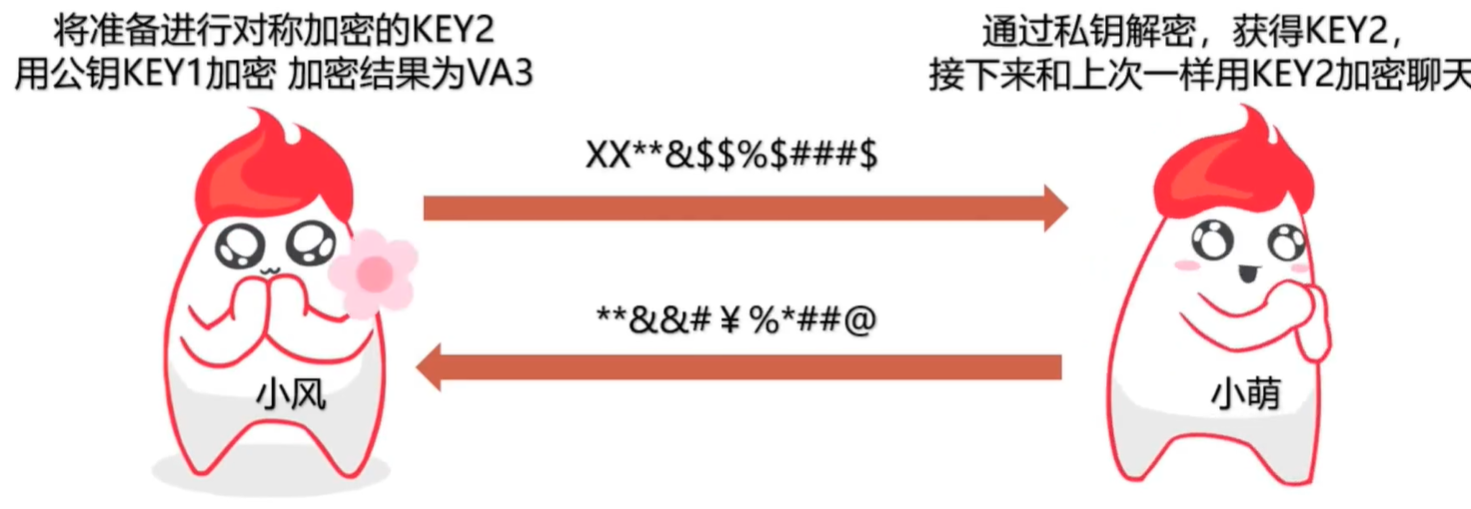 将准备进行对称加密的KEY2
用公钥KEY1加密 加密结果为VA3
通过私钥解密，获得KEY2，
接下来和上次一样用KEY2加密聊天
XX**&$$%$###$
**&&#￥%*##@
小风
小萌